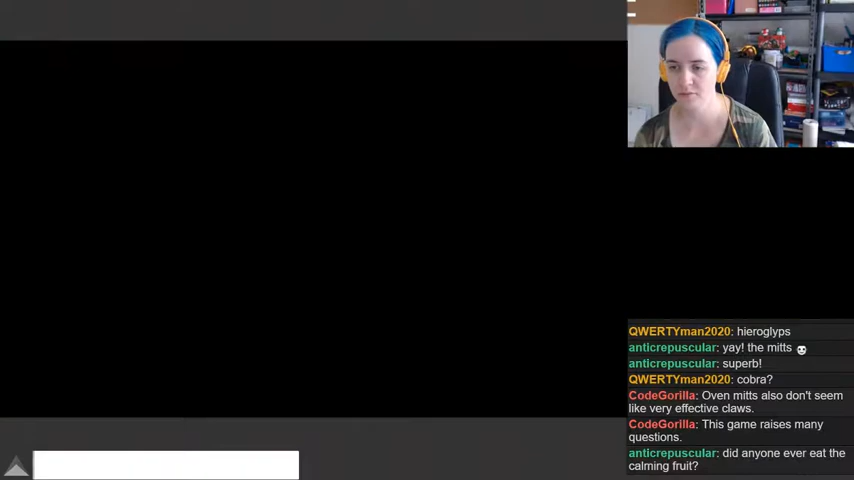 QWERTYman2020: hieroglyps
anticrepuscular: yay! the mitts
anticrepuscular: superb!
QWERTYman2020: cobra?
CodeGorilla: Oven mitts also don't seem
like very effective claws.
CodeGorilla: This game raises many
questions.
anticrepuscular: did anyone ever eat the
calming fruit?